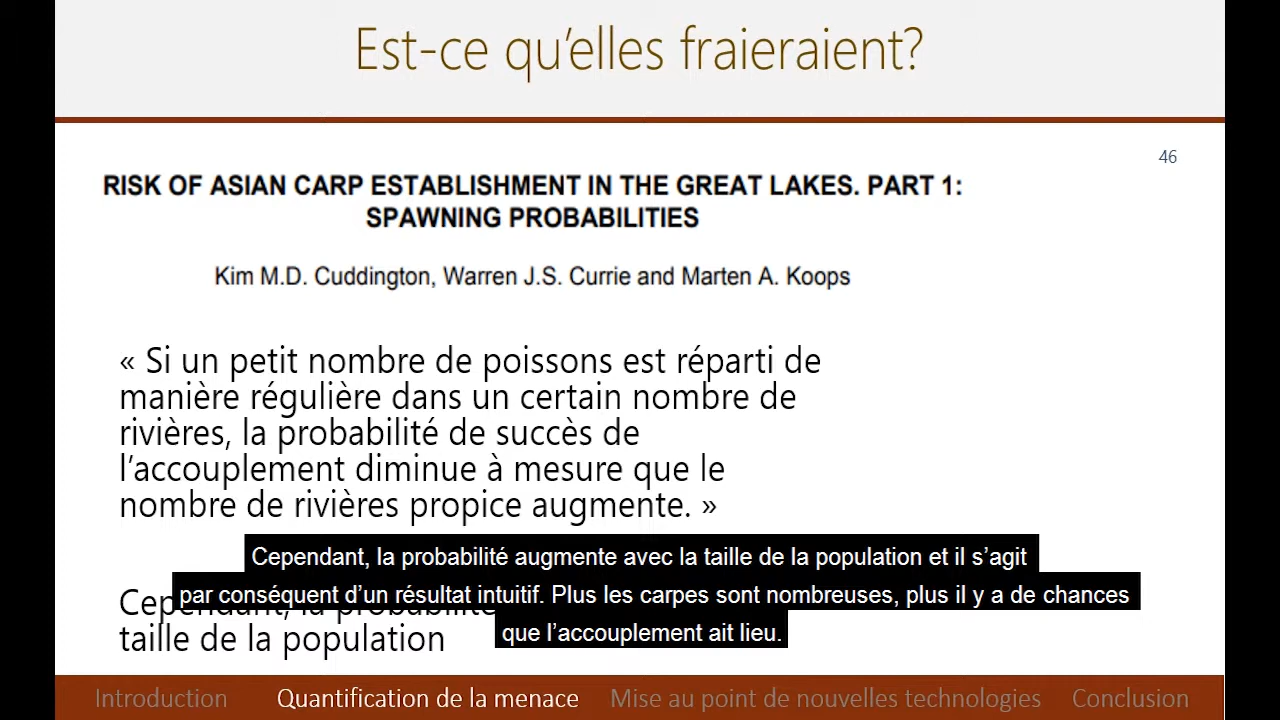 Est-ce qu’elles fraieraient?
46
RISK OF ASIAN CARP ESTABLISHMENT IN THE GREAT LAKES. PART 1:
SPAWNING PROBABILITIES
Kim M.D. Cuddington, Warren J.S. Currie and Marten A. Koops
« Si un petit nombre de poissons est réparti de
manière régulière dans un certain nombre de
rivières, la probabilité de succès de
l’accouplement diminue à mesure que le
nombre de rivières propice augmente. »
Cependant, la probabilité augmente avec la taille de la population et il s’agit
par conséquent d’un résultat intuitif. Plus les carpes sont nombreuses, plus il y a de chances
que l’accouplement ait lieu.
Cependant, la probabilité
taille de la population
Introduction Quantification de la menace Mise au point de nouvelles technologies Conclusion